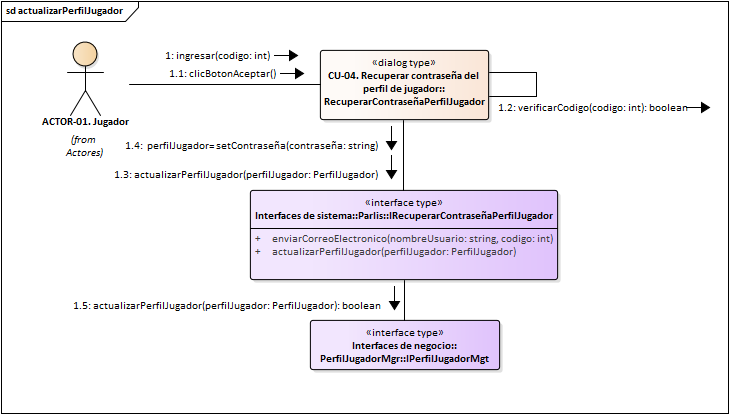 sd actualizarPerfilJugador
1: ingresar(codigo: int)
1.1: clicBotonAceptar()
«dialog type»
CU-04. Recuperar contraseña del
perfil de jugador::
RecuperarContraseñaPerfilJugador
1.2: verificarCodigo(codigo: int): boolean
ACTOR-01. Jugador
(from
Actores)
1.4: perfilJugador= setContraseña(contraseña: string)
1.3: actualizarPerfilJugador(perfilJugador: PerfilJugador)
«interface type»
Interfaces de sistema::Parlis::IRecuperarContraseñaPerfilJugador
+ enviarCorreoElectronico(nombreUsuario: string, codigo: int)
+ actualizarPerfilJugador(perfilJugador: PerfilJugador)
1.5: actualizarPerfilJugador(perfilJugador: PerfilJugador): boolean
«interface type»
Interfaces de negocio::
PerfilJugadorMgr::IPerfilJugadorMgt